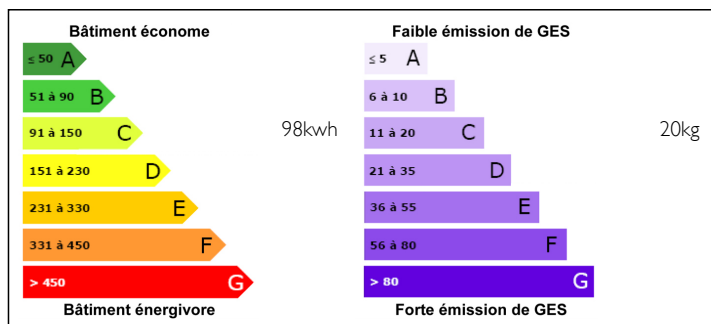 Bâtiment économe
≤ 50 A
51 à 90 B
91 à 150 C
98kwh
151 à 230 D
231 à 330 E
331 à 450 F
> 450 G
Bâtiment énergivore
Faible émission de GES
≤ 5 A
6 à 10 B
11 à 20 C
20kg
21 à 35 D
36 à 55 E
56 à 80 F
> 80 G
Forte émission de GES